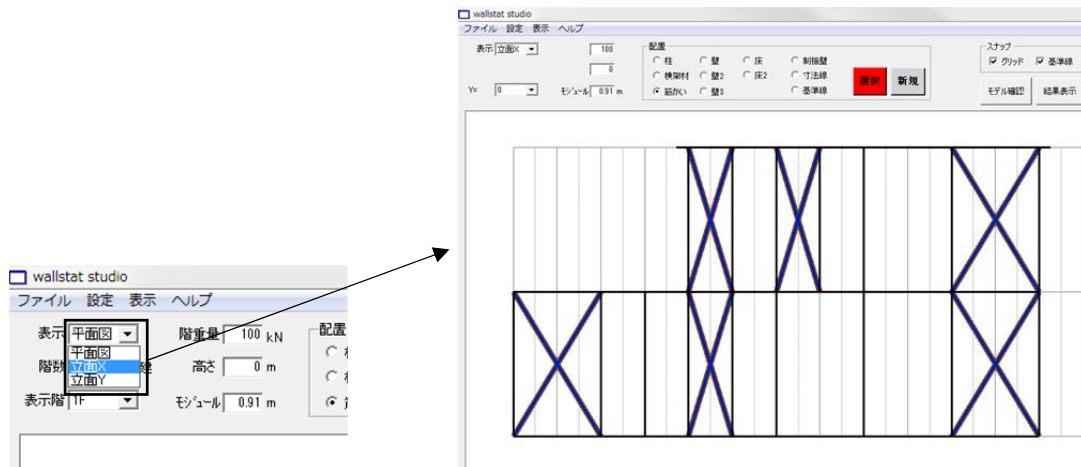 wallstat studio
ファイル 設定 表示 ヘルプ
表示 立面X 100
0
Y= 0 モジュール 0.91 m
配置
柱 壁 床 制振壁
横架材 壁2 床2 寸法線
筋かい 壁3 基準線
選択 新規
スナップ
グリッド 基準線
モデル確認 結果表示
wallstat studio
ファイル 設定 表示 ヘルプ
表示 平面図 階重量 100 kN 配置
平面図
階数 立面X 建 高さ 0 m
立面Y
表示階 1F モジュール 0.91 m